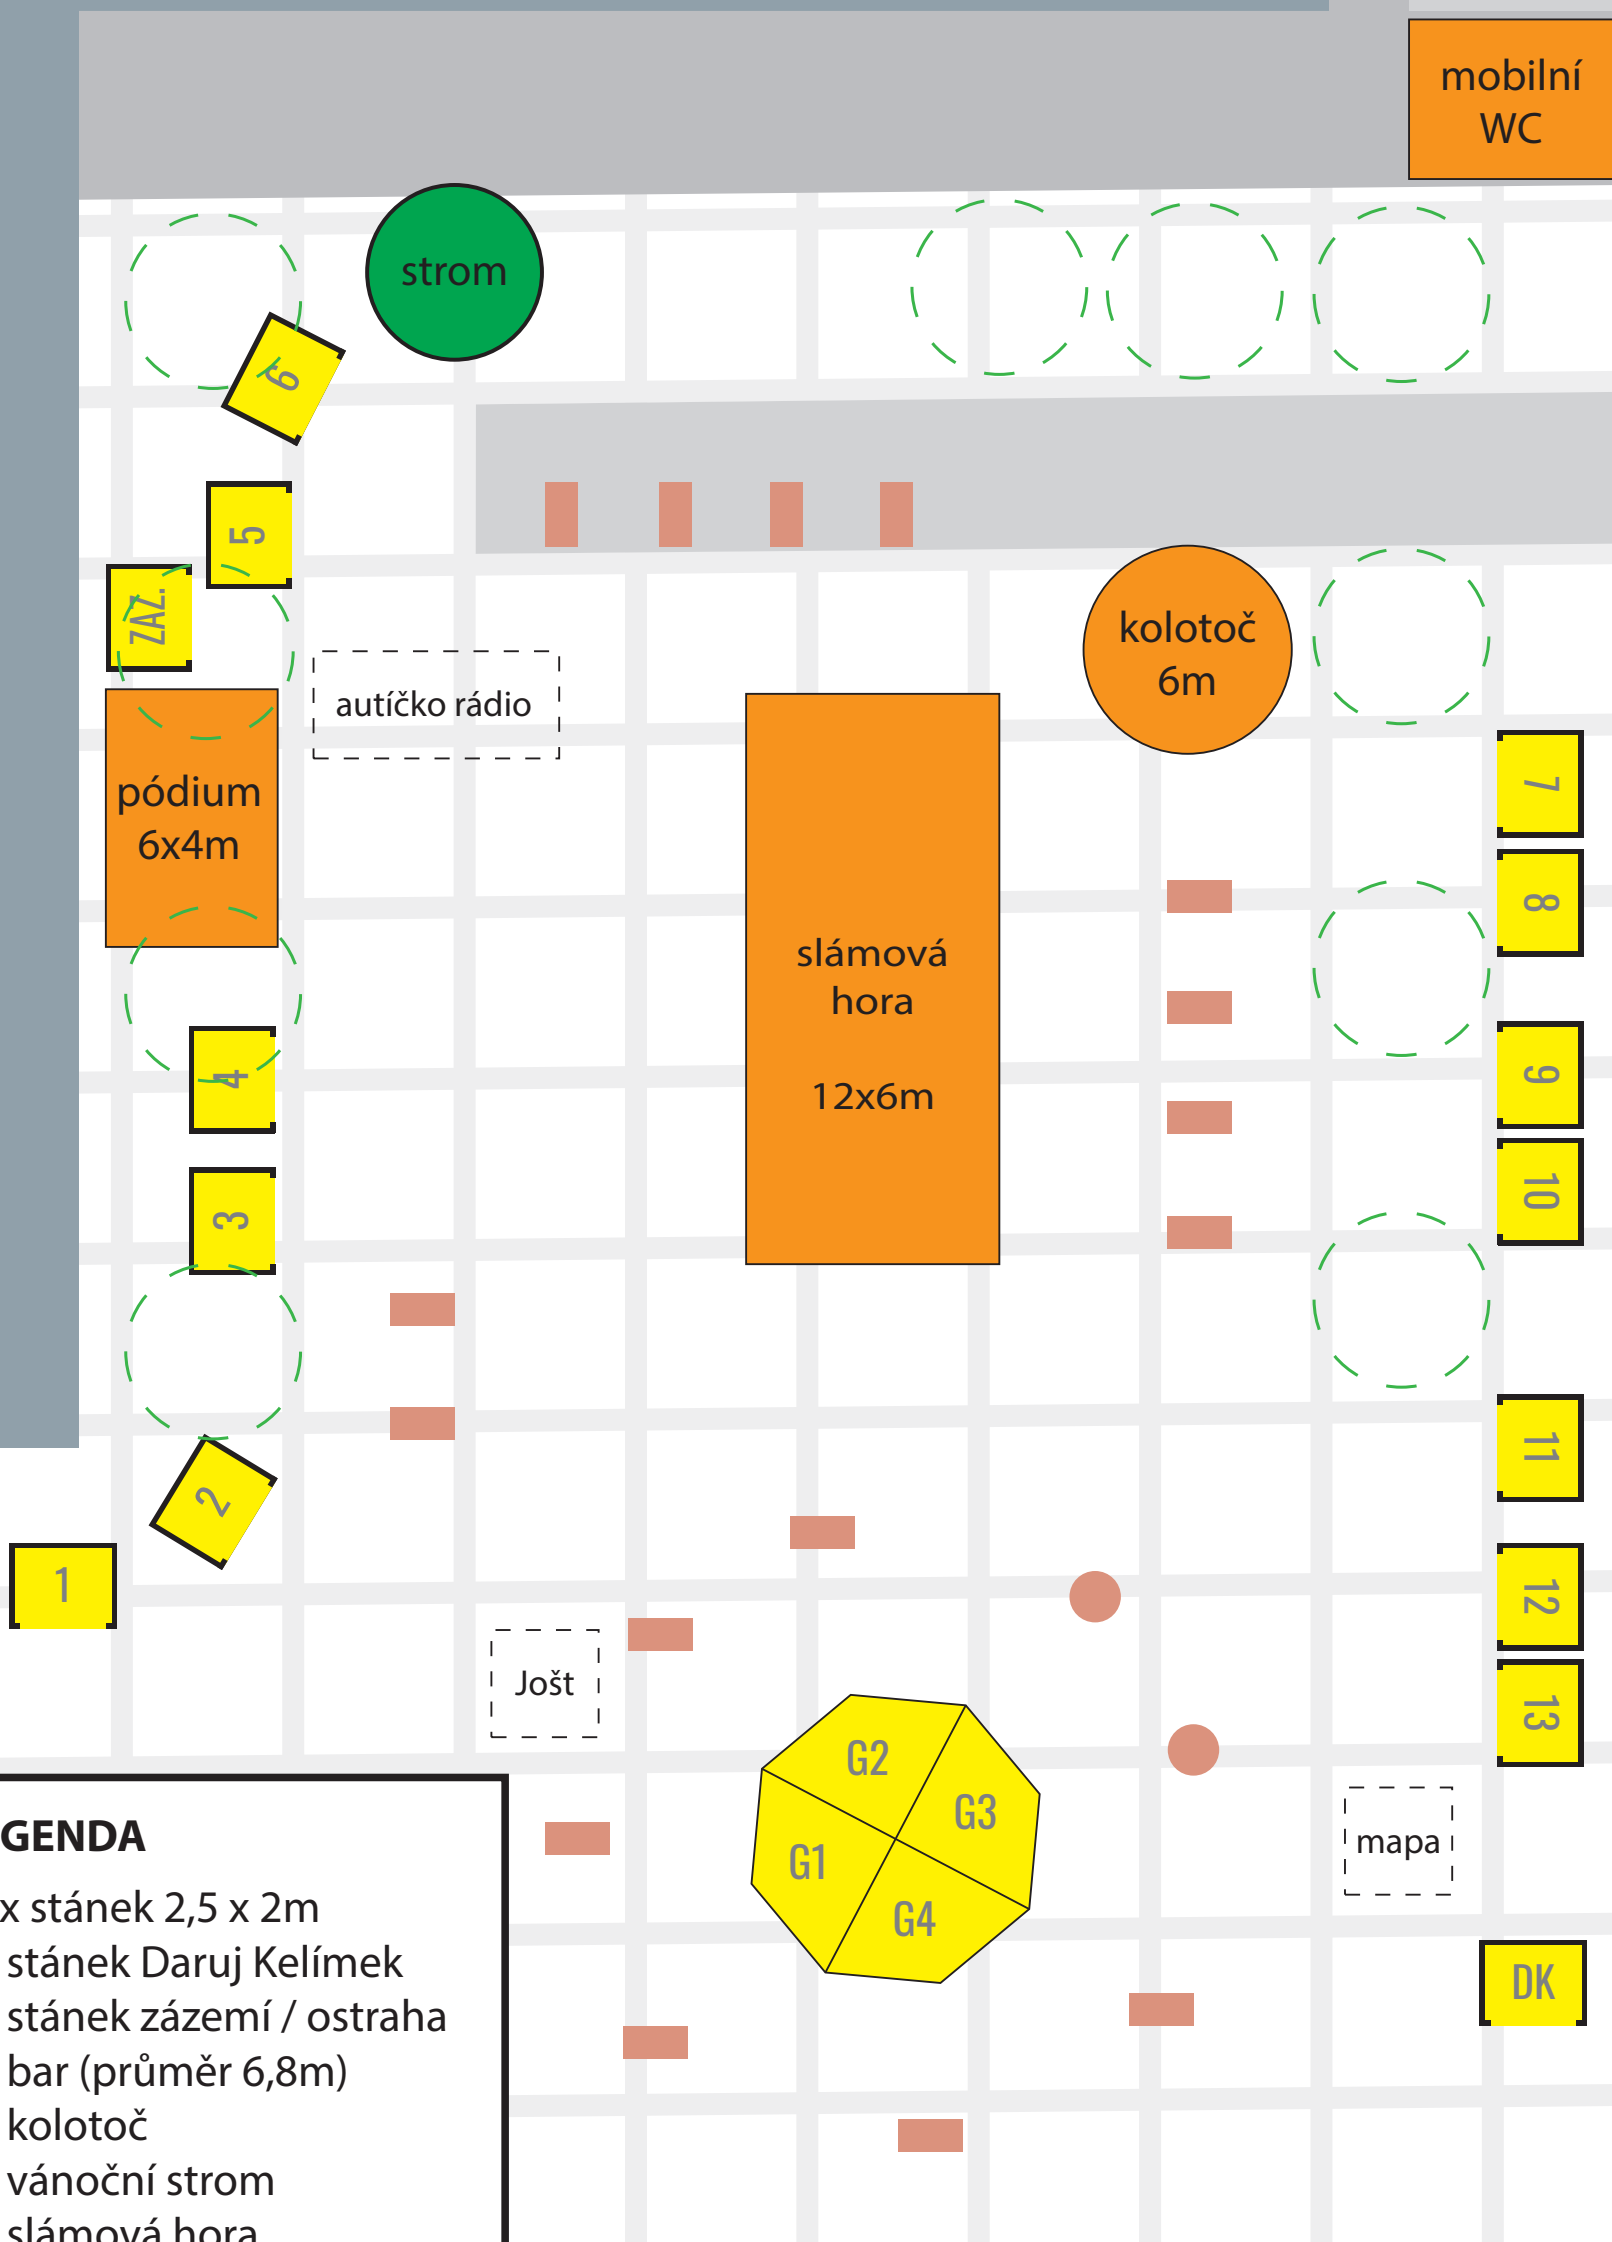 mobilní
WC
strom
6
5
ZÁZ.
autíčko rádio
kolotoč
6m
pódium
6x4m
7
8
slámová
hora
12x6m
4
9
3
10
11
2
1
12
Jošt
13
G2
G3
G1
G4
mapa
DK
GENDA
x stánek 2,5 x 2m
stánek Daruj Kelímek
stánek zázemí / ostraha
bar (průměr 6,8m)
kolotoč
vánoční strom
slámová hora